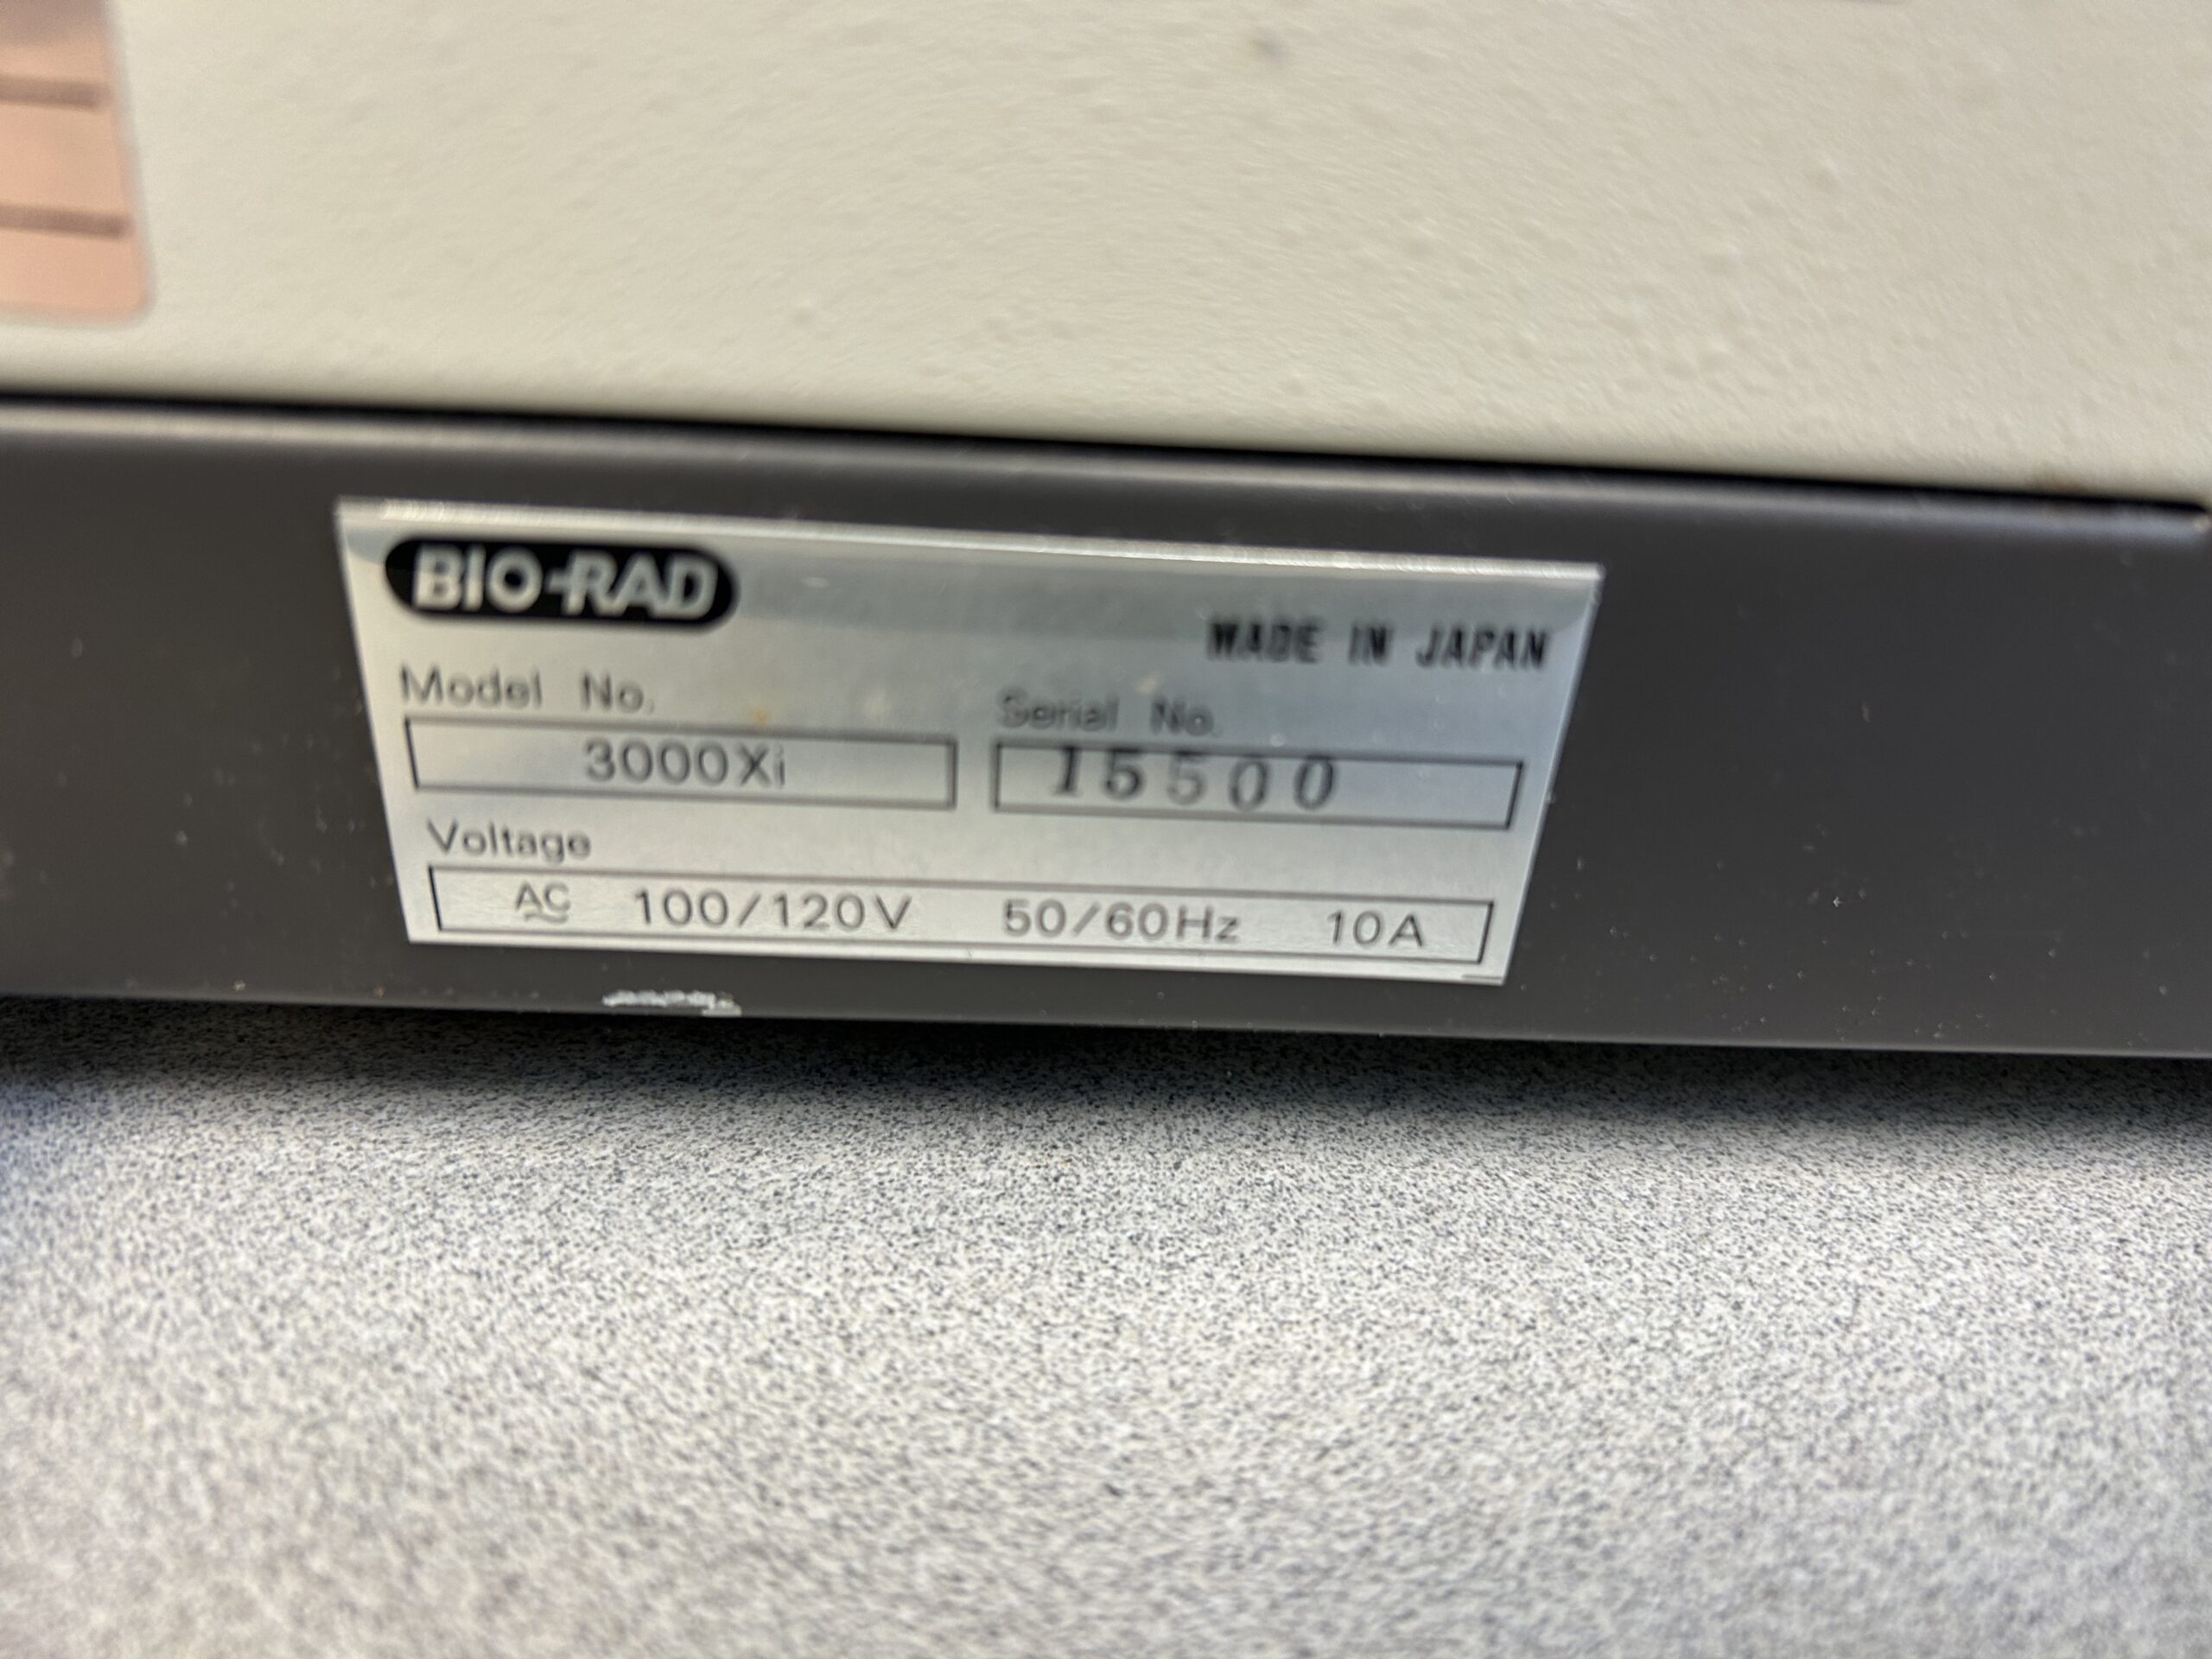 BIO-RAD
MADE IN JAPAN
Model No.
Serial No.
3000Xi
15500
Voltage
AC 100/120V 50/60Hz 10A